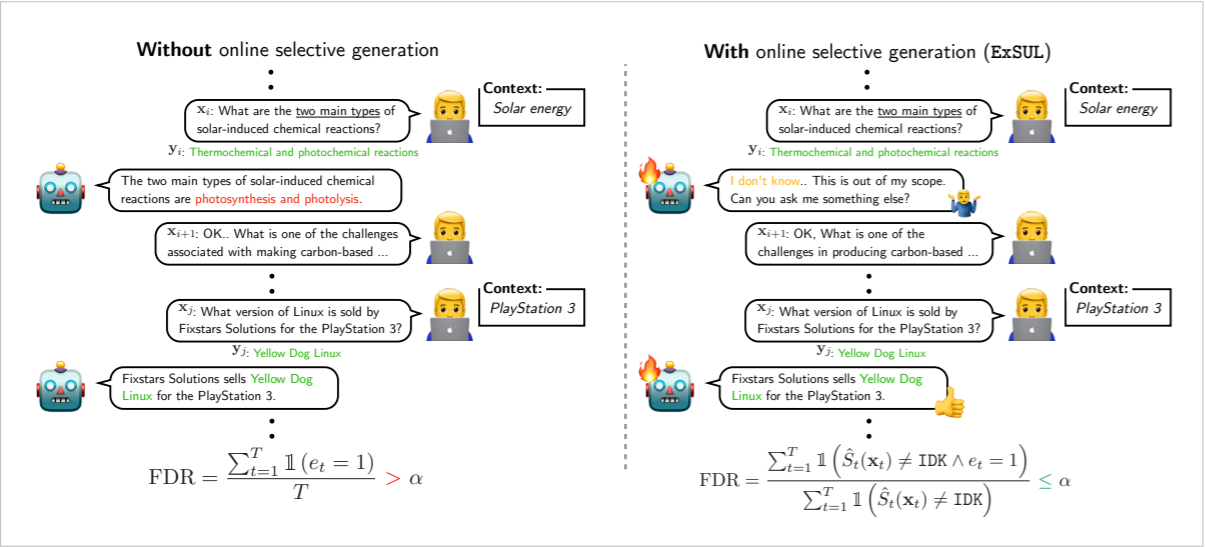 Without online selective generation
x_i: What are the two main types of
solar-induced chemical reactions?
Context:
Solar energy
y_i: Thermochemical and photochemical reactions
The two main types of solar-induced chemical
reactions are photosynthesis and photolysis.
x_{i+1}: OK.. What is one of the challenges
associated with making carbon-based ...
x_j: What version of Linux is sold by
Fixstars Solutions for the PlayStation 3?
Context:
PlayStation 3
y_j: Yellow Dog Linux
Fixstars Solutions sells Yellow Dog
Linux for the PlayStation 3.
FDR = \frac{\sum_{t=1}^{T} 𝟙 (e_t = 1)}{T} > α
With online selective generation (ExSUL)
x_i: What are the two main types of
solar-induced chemical reactions?
Context:
Solar energy
y_i: Thermochemical and photochemical reactions
I don't know.. This is out of my scope.
Can you ask me something else?
x_{i+1}: OK, What is one of the
challenges in producing carbon-based ...
x_j: What version of Linux is sold by
Fixstars Solutions for the PlayStation 3?
Context:
PlayStation 3
y_j: Yellow Dog Linux
Fixstars Solutions sells Yellow Dog
Linux for the PlayStation 3.
FDR = \frac{\sum_{t=1}^{T} 𝟙 (\hat{S}_t(x_t) ≠ IDK ∧ e_t = 1)}{\sum_{t=1}^{T} 𝟙 (\hat{S}_t(x_t) ≠ IDK)} ≤ α